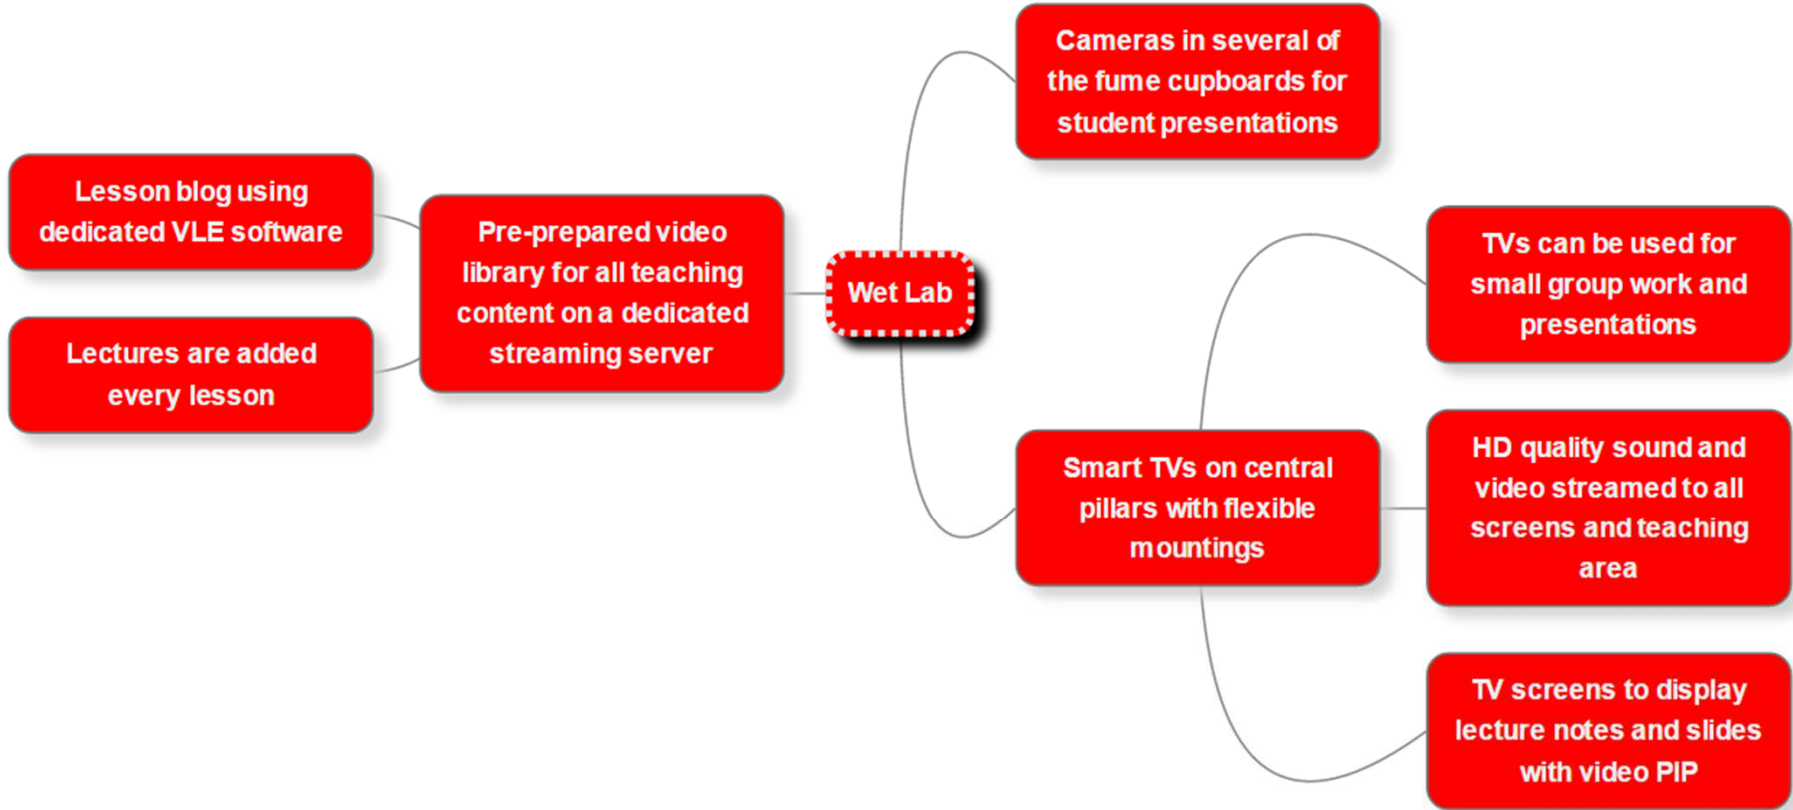 Cameras in several of
the fume cupboards for
student presentations
Lesson blog using
dedicated VLE software
Pre-prepared video
library for all teaching
content on a dedicated
streaming server
Lectures are added
every lesson
Wet Lab
TVs can be used for
small group work and
presentations
Smart TVs on central
pillars with flexible
mountings
HD quality sound and
video streamed to all
screens and teaching
area
TV screens to display
lecture notes and slides
with video PIP